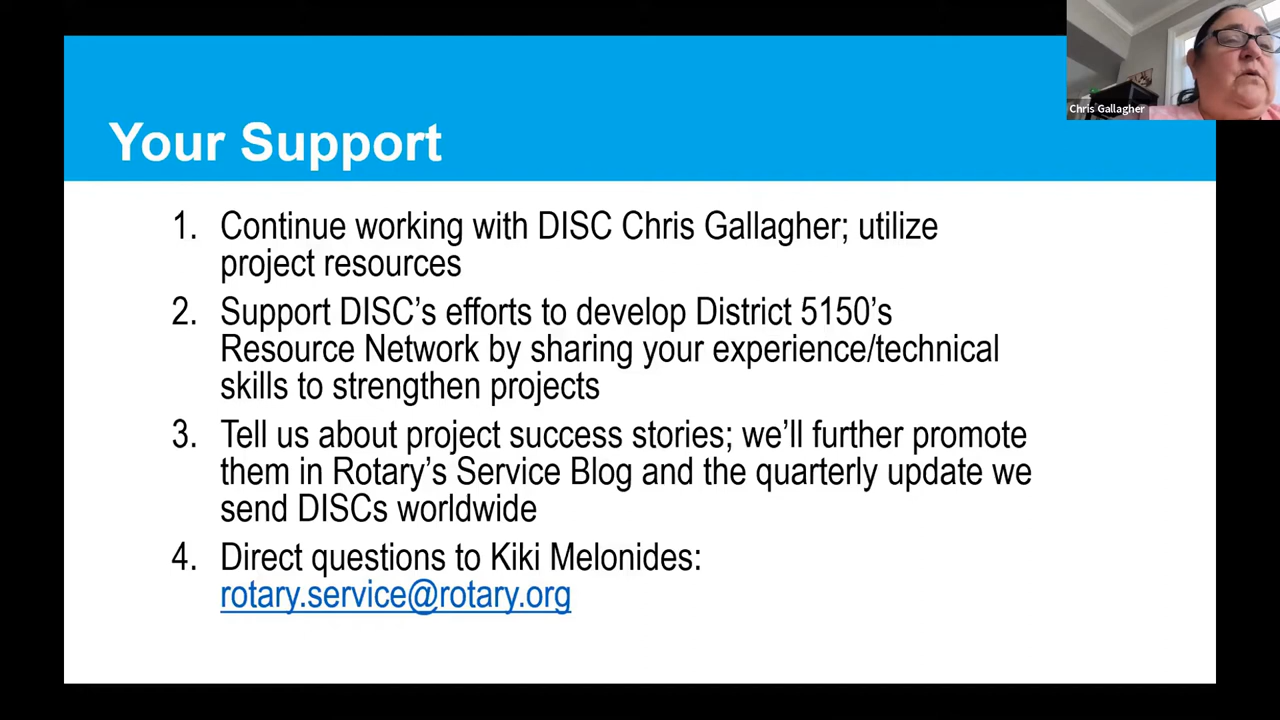 Chris Gallagher
Your Support
1. Continue working with DISC Chris Gallagher; utilize
project resources
2. Support DISC’s efforts to develop District 5150’s
Resource Network by sharing your experience/technical
skills to strengthen projects
3. Tell us about project success stories; we’ll further promote
them in Rotary’s Service Blog and the quarterly update we
send DISCs worldwide
4. Direct questions to Kiki Melonides:
rotary.service@rotary.org